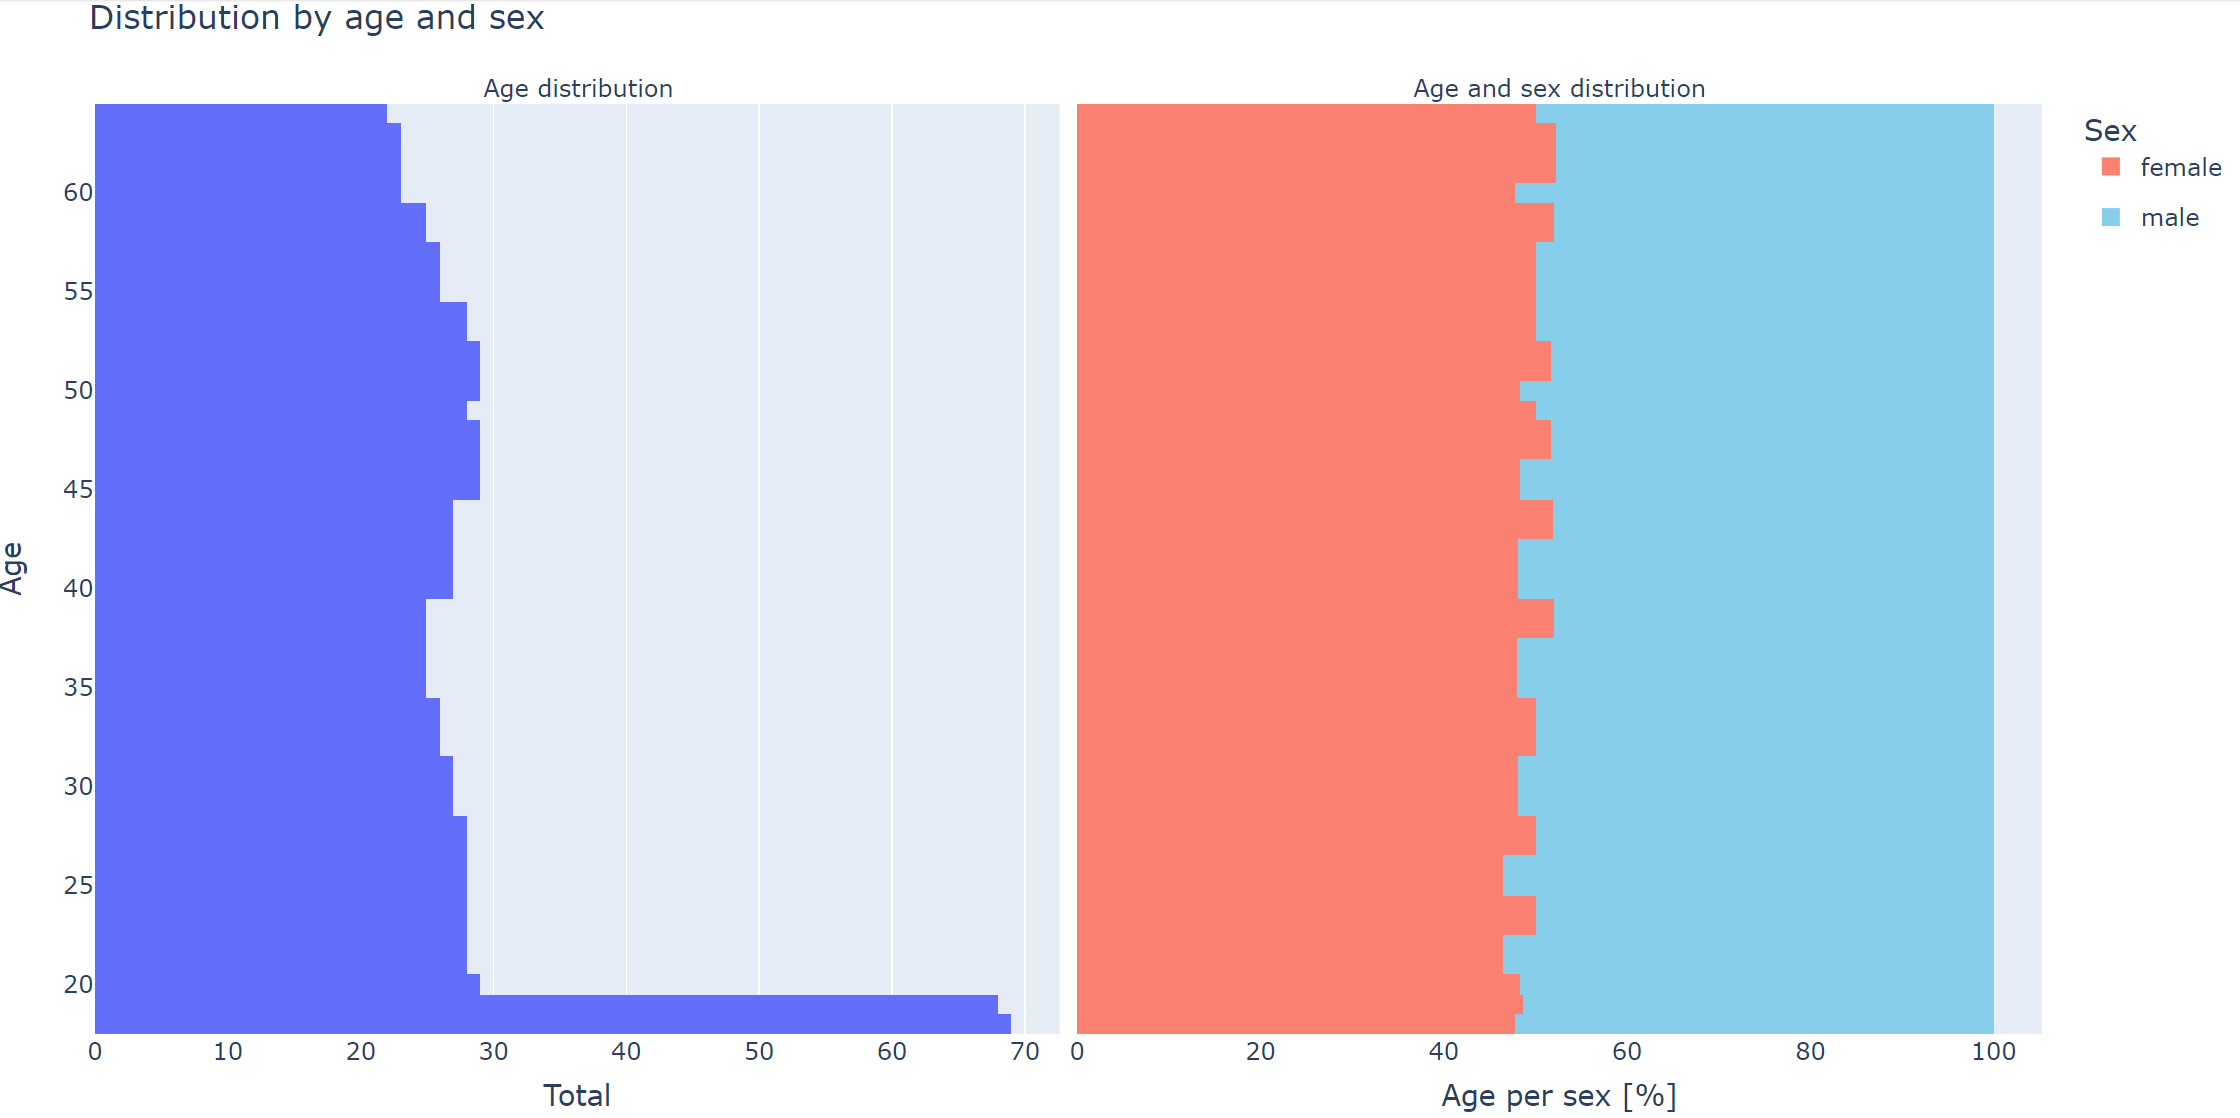 Distribution by age and sex
Age distribution
Age and sex distribution
Sex
female
male
60
55
50
45
40
35
30
25
20
Age
0 10 20 30 40 50 60 70
0 20 40 60 80 100
Total
Age per sex [%]